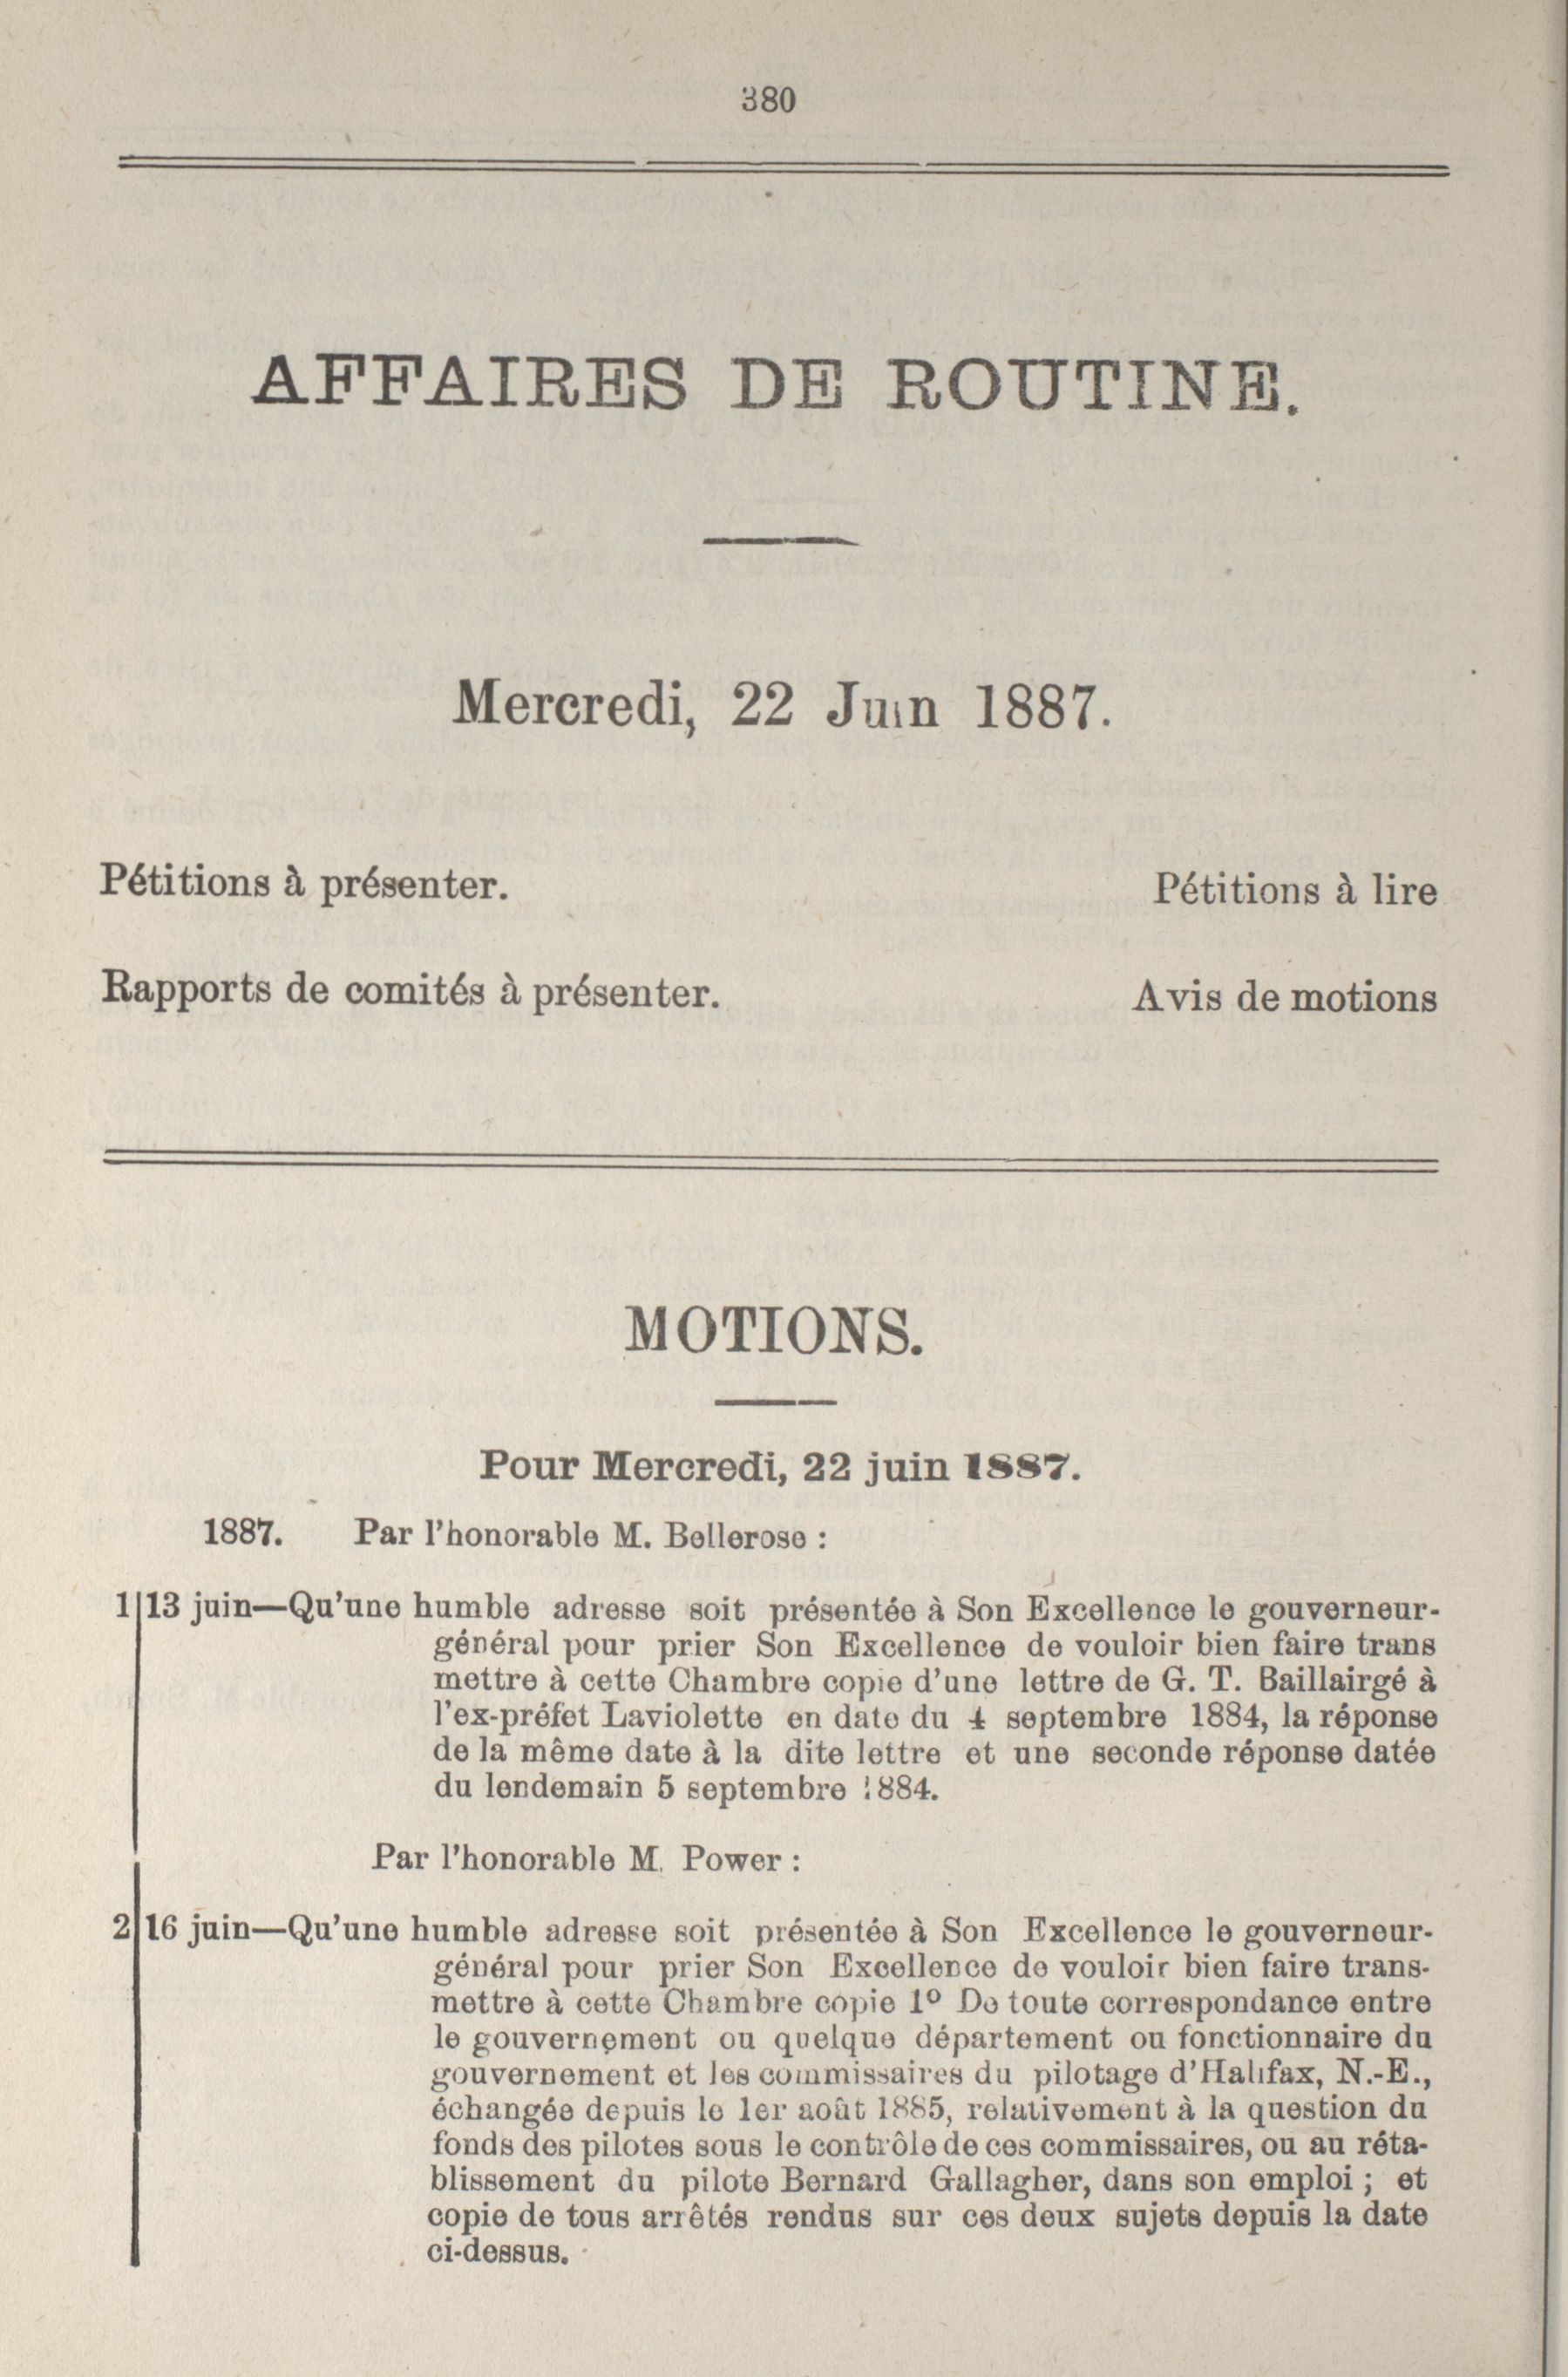 380
AFFAIRES DE ROUTINE.
Mercredi, 22 Juin 1887.
Pétitions à présenter. Pétitions à lire
Rapports de comités à présenter. Avis de motions
MOTIONS.
Pour Mercredi, 22 juin 1887.
1887. Par l'honorable M. Bellerose :
1 13 juin—Qu'une humble adresse soit présentée à Son Excellence le gouverneur-
général pour prier Son Excellence de vouloir bien faire trans
mettre à cette Chambre copie d'une lettre de G. T. Baillairgé à
l'ex-préfet Laviolette en date du 4 septembre 1884, la réponse
de la même date à la dite lettre et une seconde réponse datée
du lendemain 5 septembre 1884.
Par l'honorable M. Power :
2 16 juin—Qu'une humble adresse soit présentée à Son Excellence le gouverneur-
général pour prier Son Excellence de vouloir bien faire trans-
mettre à cette Chambre copie 1º De toute correspondance entre
le gouvernement ou quelque département ou fonctionnaire du
gouvernement et les commissaires du pilotage d'Halifax, N.-E.,
échangée depuis le 1er août 1885, relativement à la question du
fonds des pilotes sous le contrôle de ces commissaires, ou au réta-
blissement du pilote Bernard Gallagher, dans son emploi ; et
copie de tous arrêtés rendus sur ces deux sujets depuis la date
ci-dessus.